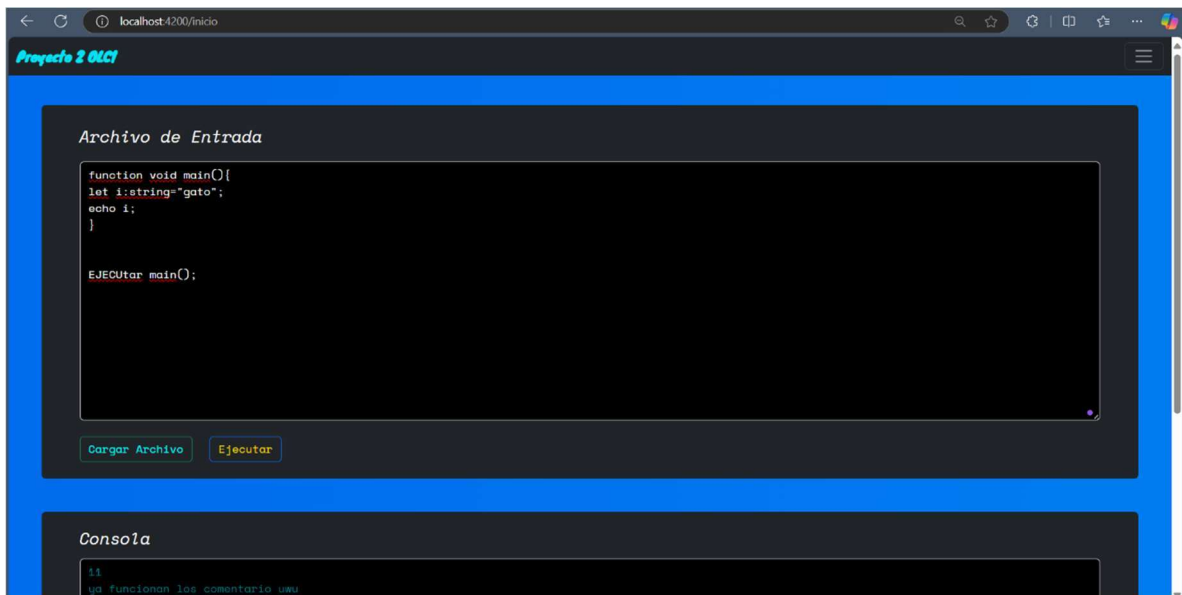 localhost:4200/inicio
Proyecto 2 OLC1
Archivo de Entrada
function void main(){
let i:string="gato";
echo i;
}
EJECUtar main();
Cargar Archivo Ejecutar
Consola
11
ya funcionan los comentario uwu